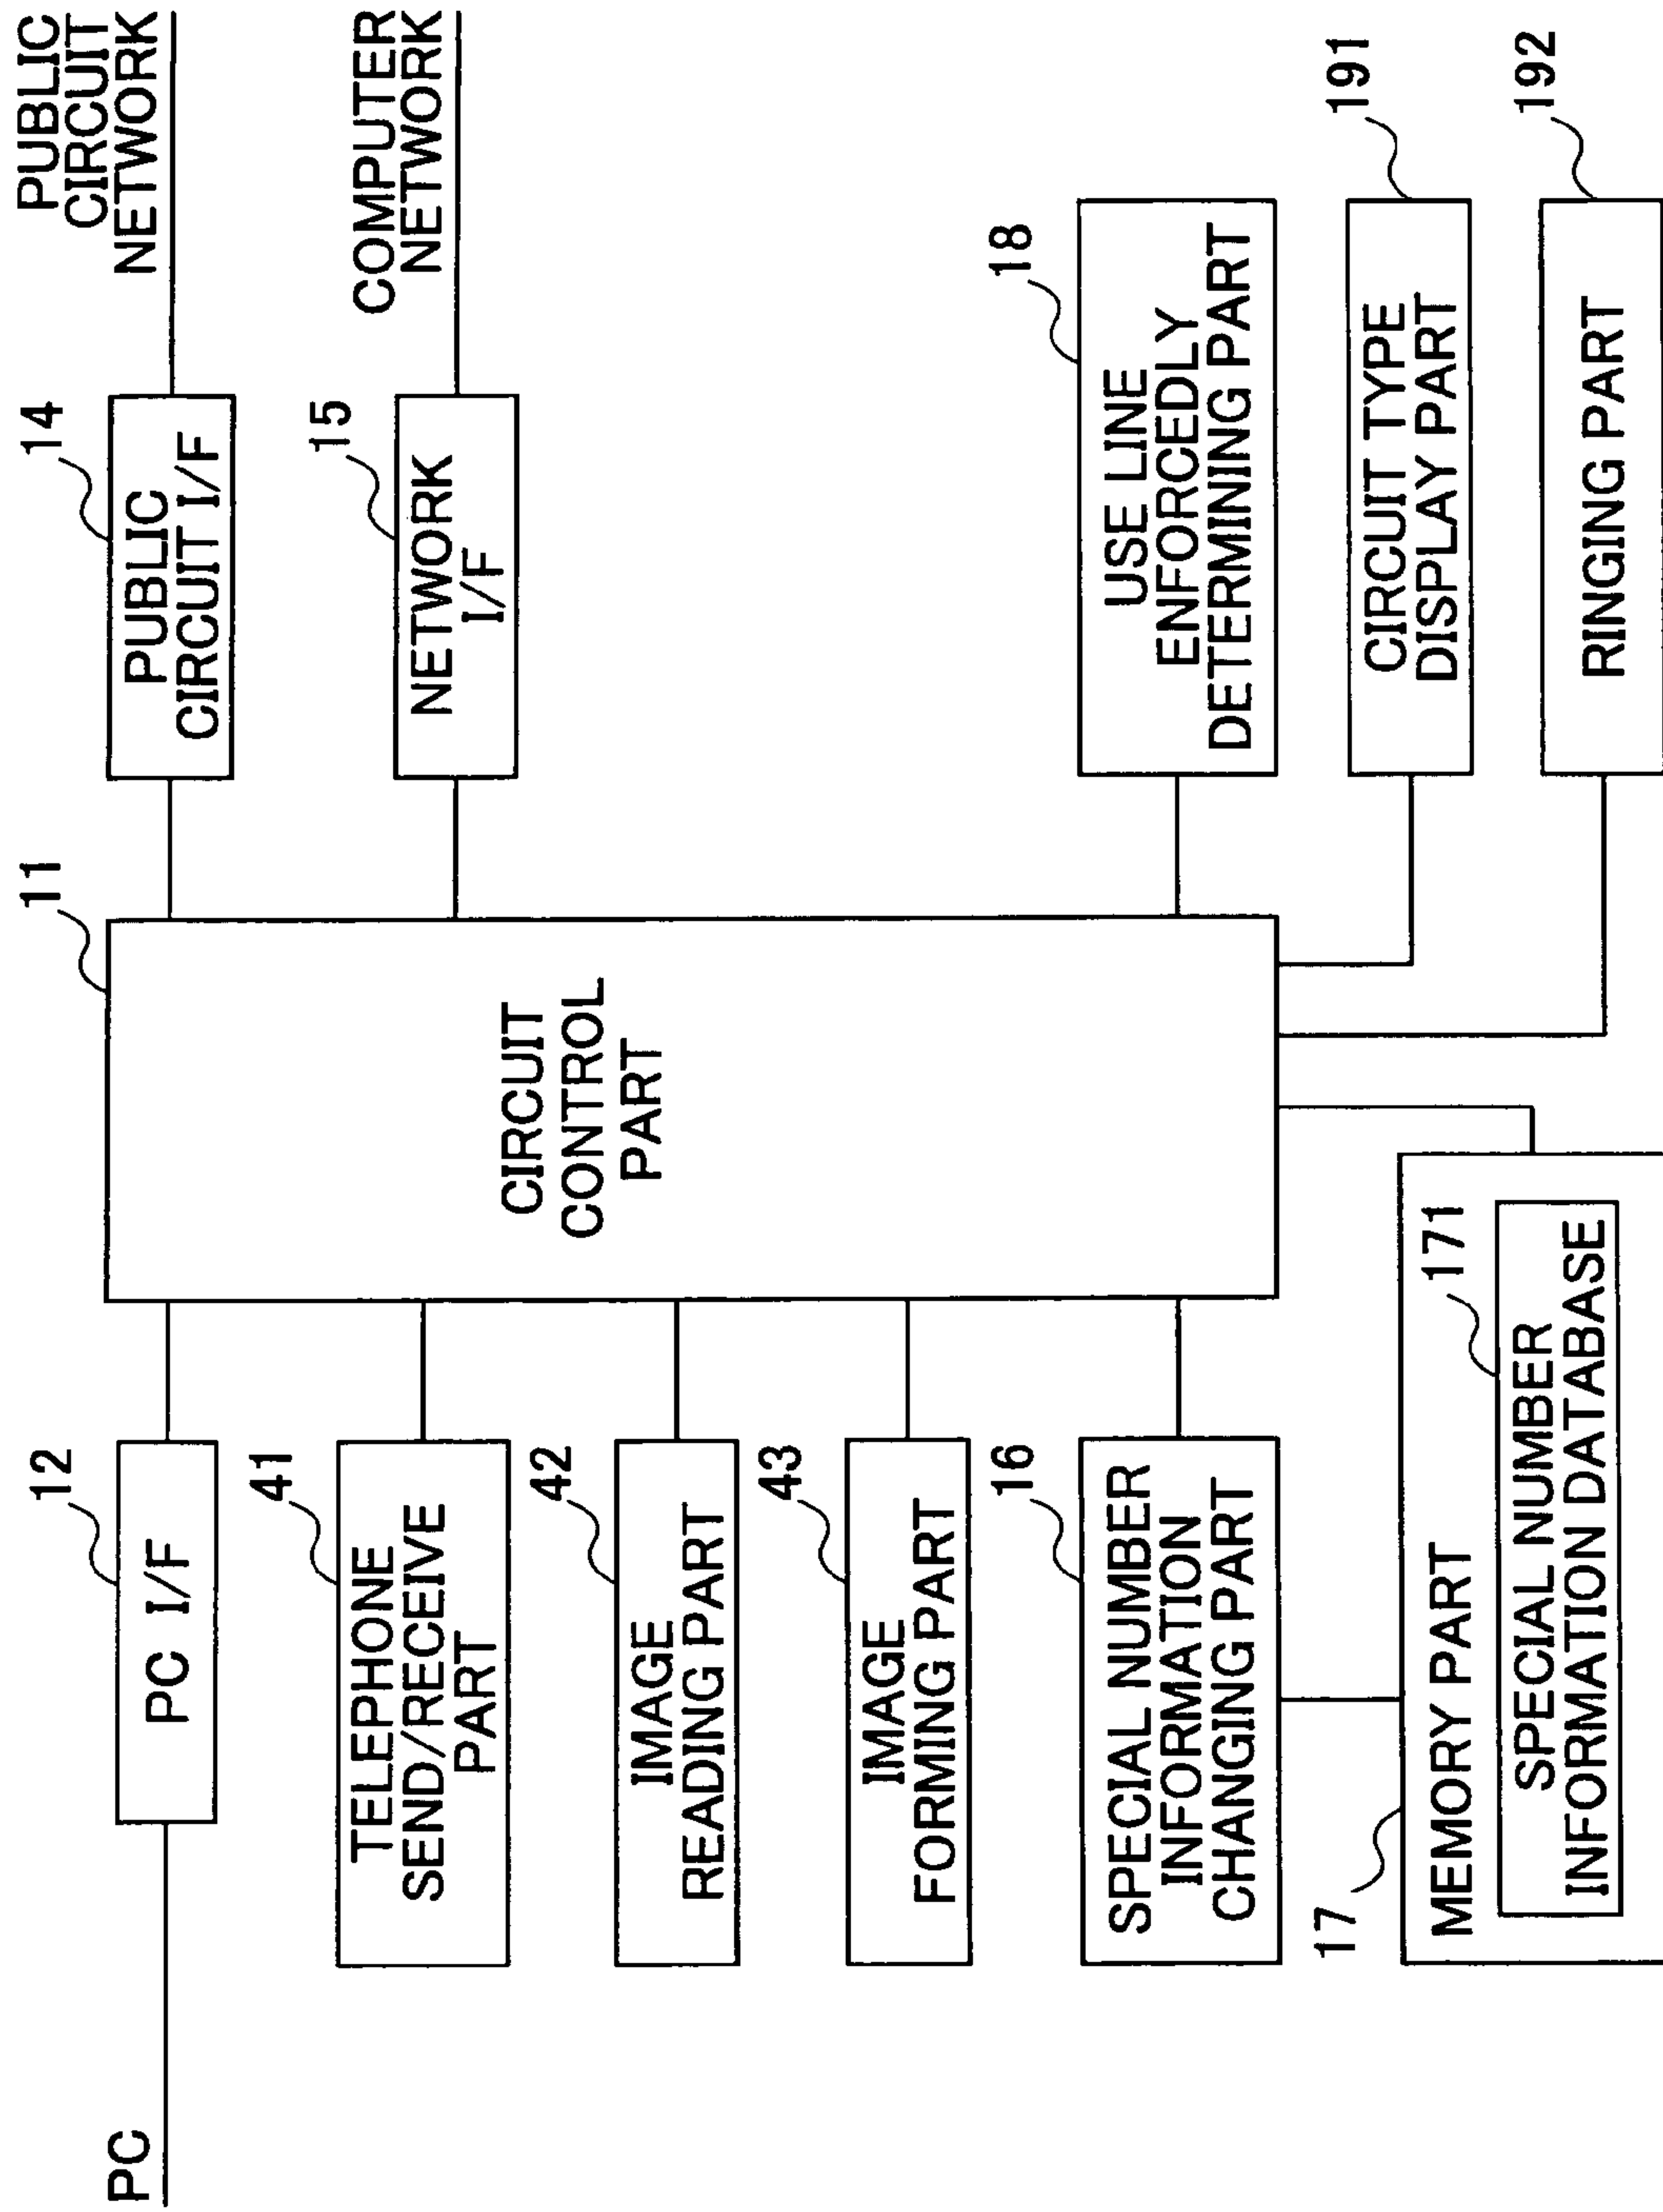 PC
12
PC I/F
41
TELEPHONE
SEND/RECEIVE
PART
42
IMAGE
READING PART
43
IMAGE
FORMING PART
16
SPECIAL NUMBER
INFORMATION
CHANGING PART
17
MEMORY PART
171
SPECIAL NUMBER
INFORMATION DATABASE
11
CIRCUIT
CONTROL
PART
14
PUBLIC
CIRCUIT I/F
PUBLIC
CIRCUIT
NETWORK
15
NETWORK
I/F
COMPUTER
NETWORK
18
USE LINE
ENFORCEDLY
DETERMINING PART
191
CIRCUIT TYPE
DISPLAY PART
192
RINGING PART